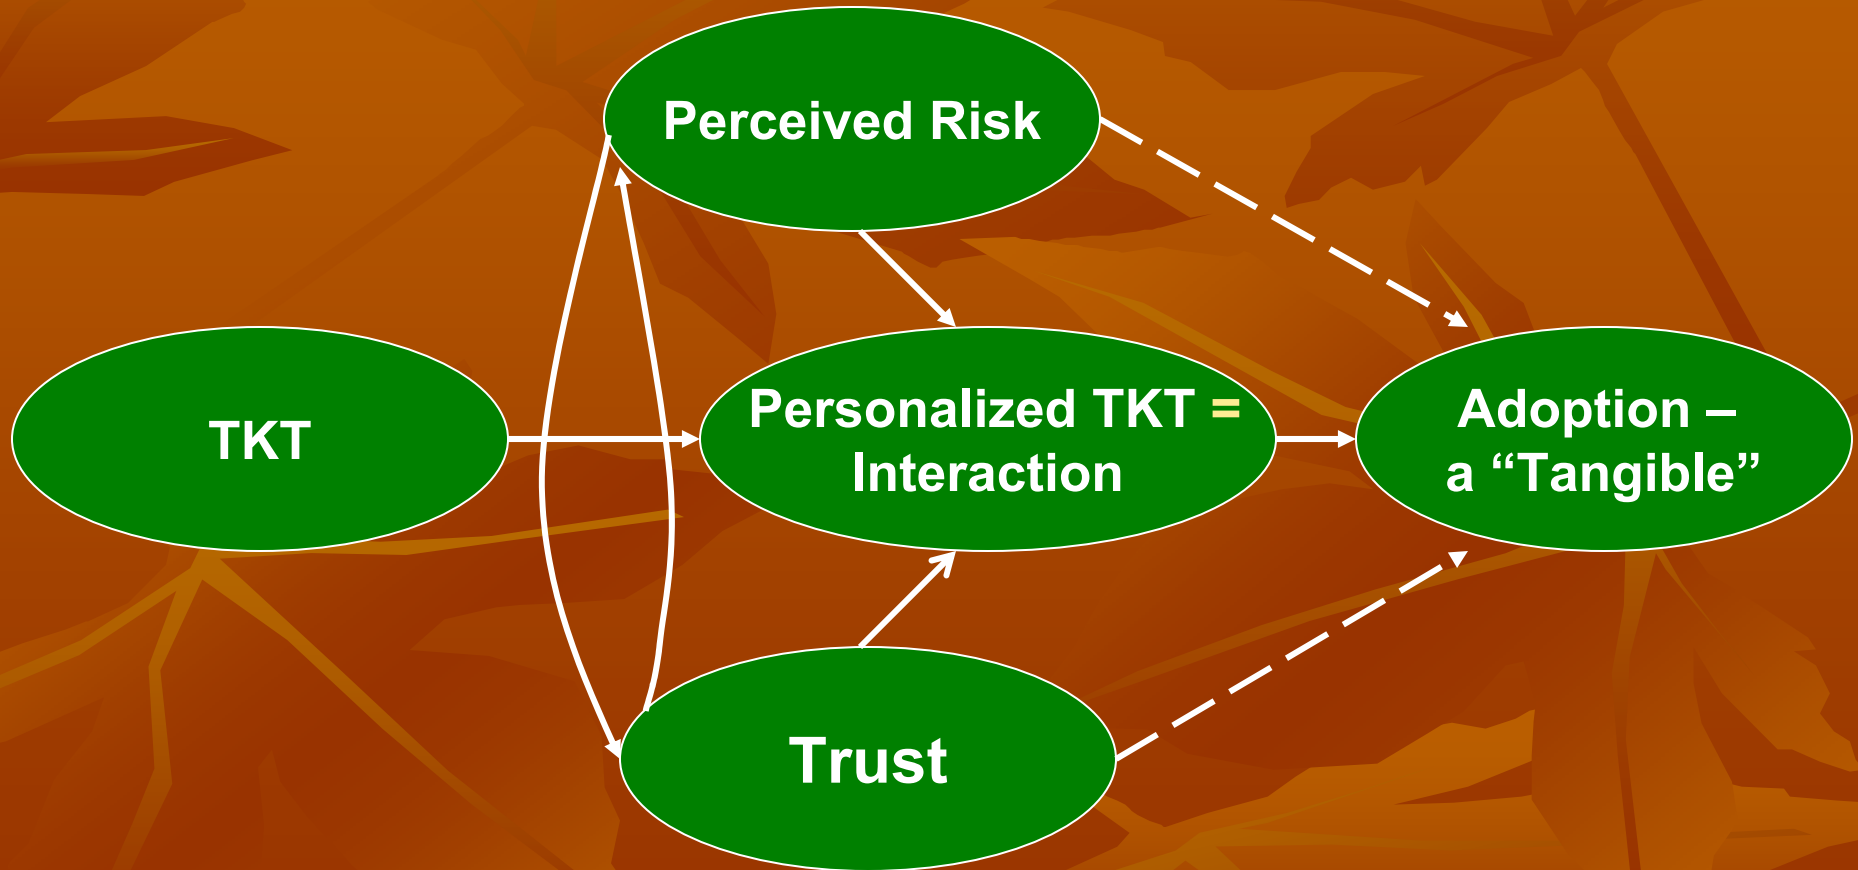 Perceived Risk
TKT
Personalized TKT =
Interaction
Adoption –
a “Tangible”
Trust